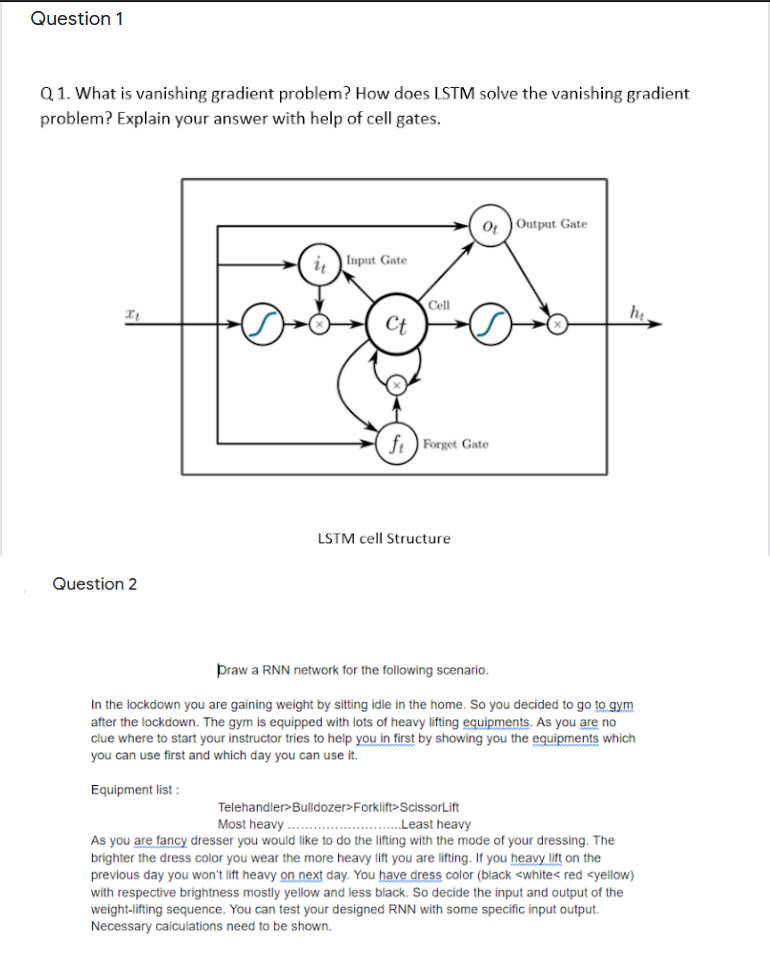 Question 1
Q 1. What is vanishing gradient problem? How does LSTM solve the vanishing gradient
problem? Explain your answer with help of cell gates.
ot Output Gate
it Input Gate
xt
Cell
Ct
ht
×
×
×
ft Forget Gate
LSTM cell Structure
Question 2
Draw a RNN network for the following scenario.
In the lockdown you are gaining weight by sitting idle in the home. So you decided to go to gym
after the lockdown. The gym is equipped with lots of heavy lifting equipments. As you are no
clue where to start your instructor tries to help you in first by showing you the equipments which
you can use first and which day you can use it.
Equipment list :
Telehandler>Bulldozer>Forklift>ScissorLift
Most heavy ............................Least heavy
As you are fancy dresser you would like to do the lifting with the mode of your dressing. The
brighter the dress color you wear the more heavy lift you are lifting. If you heavy lift on the
previous day you won't lift heavy on next day. You have dress color (black <white< red <yellow)
with respective brightness mostly yellow and less black. So decide the input and output of the
weight-lifting sequence. You can test your designed RNN with some specific input output.
Necessary calculations need to be shown.